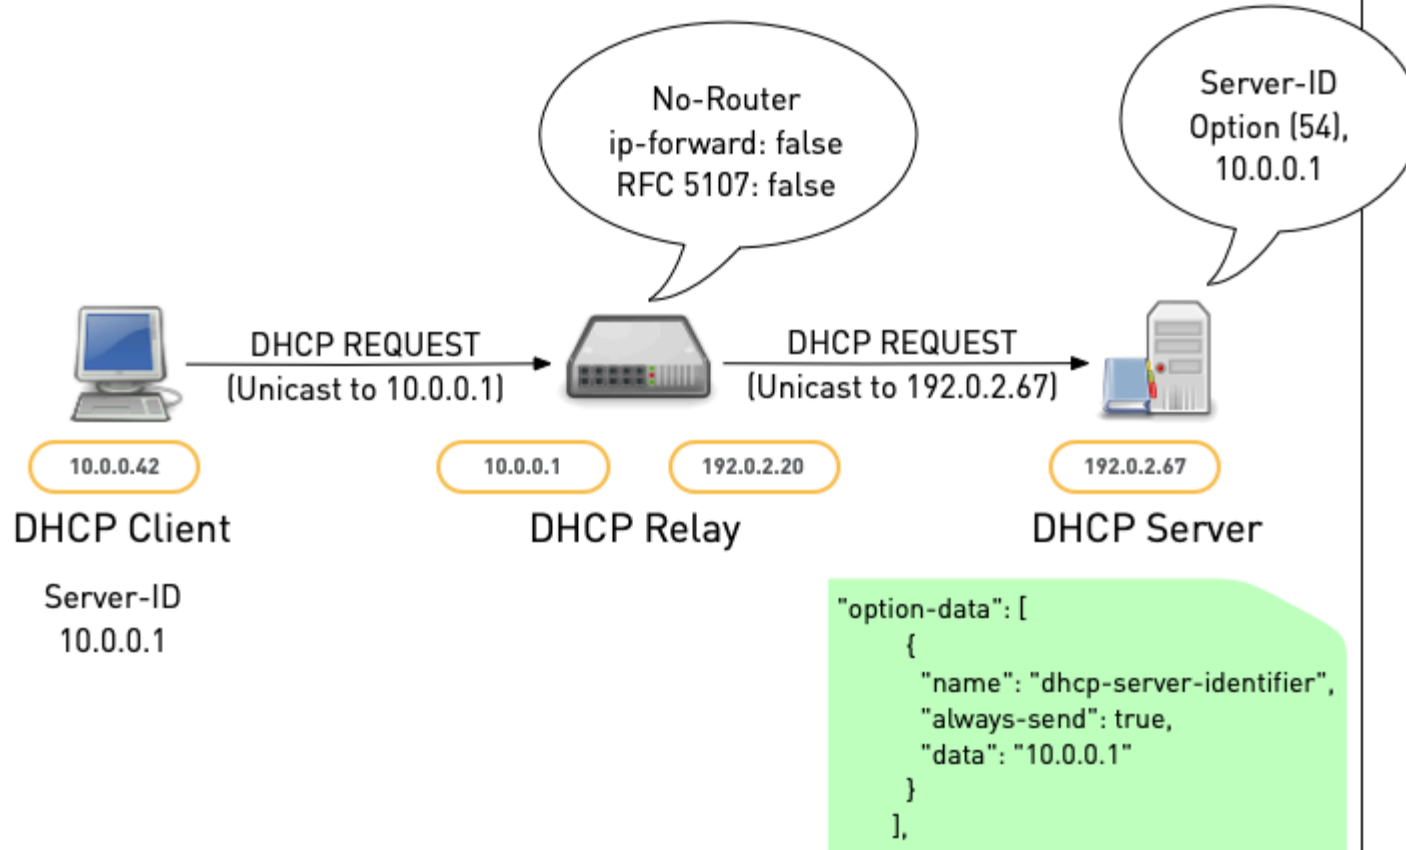 No-Router
ip-forward: false
RFC 5107: false
Server-ID
Option (54),
10.0.0.1
DHCP REQUEST
(Unicast to 10.0.0.1)
DHCP REQUEST
(Unicast to 192.0.2.67)
10.0.0.42
10.0.0.1
192.0.2.20
192.0.2.67
DHCP Client
DHCP Relay
DHCP Server
Server-ID
10.0.0.1
"option-data": [
{
"name": "dhcp-server-identifier",
"always-send": true,
"data": "10.0.0.1"
}
],